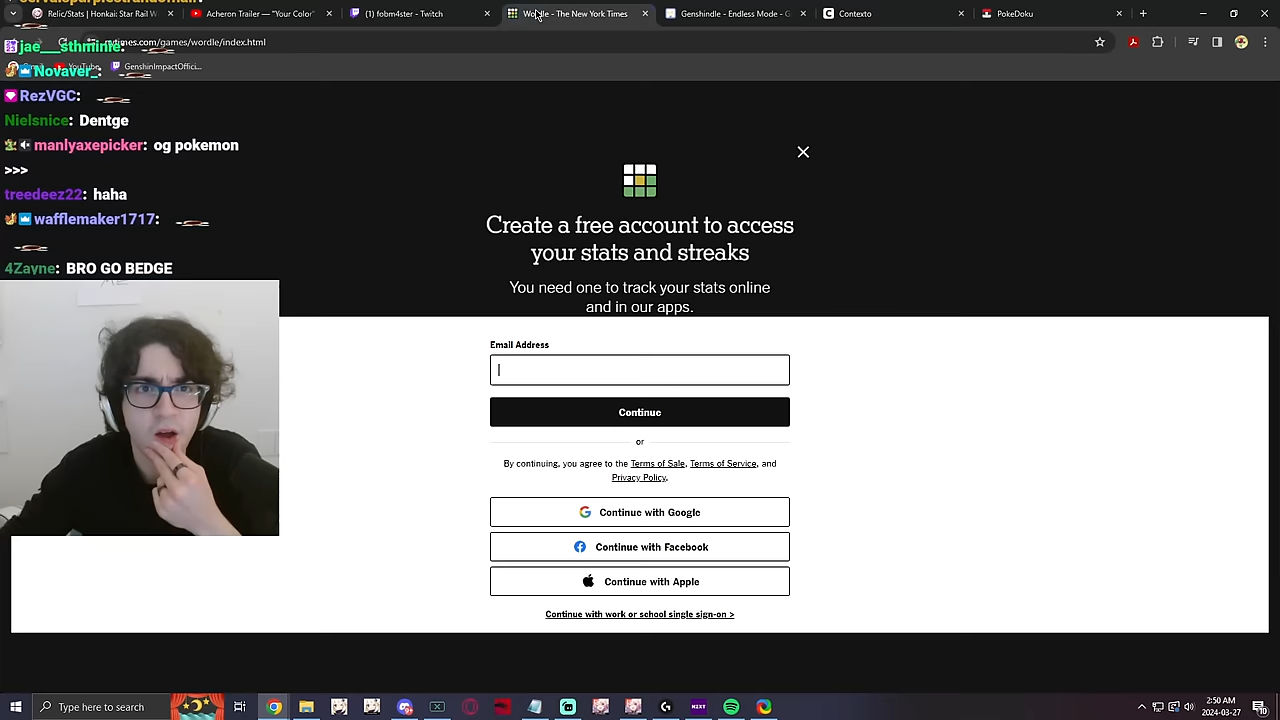 Relic/Stats | Honkai: Star Rail W
Acheron Trailer — "Your Color"
(1) fobm4ster - Twitch
Wordle - The New York Times
Genshindle - Endless Mode - G
Contexto
PokeDoku
ytimes.com/games/wordle/index.html
YouTube
GenshinImpactOffici...
jae__sthminie:
Novaver_:
RezVGC:
Nielsnice: Dentge
manlyaxepicker: og pokemon
>>>
treedeez22: haha
wafflemaker1717:
4Zayne: BRO GO BEDGE
ME
Create a free account to access
your stats and streaks
You need one to track your stats online
and in our apps.
Email Address
Continue
or
By continuing, you agree to the Terms of Sale, Terms of Service, and
Privacy Policy.
Continue with Google
Continue with Facebook
Continue with Apple
Continue with work or school single sign-on >
Type here to search
2:50 AM
2024-03-27